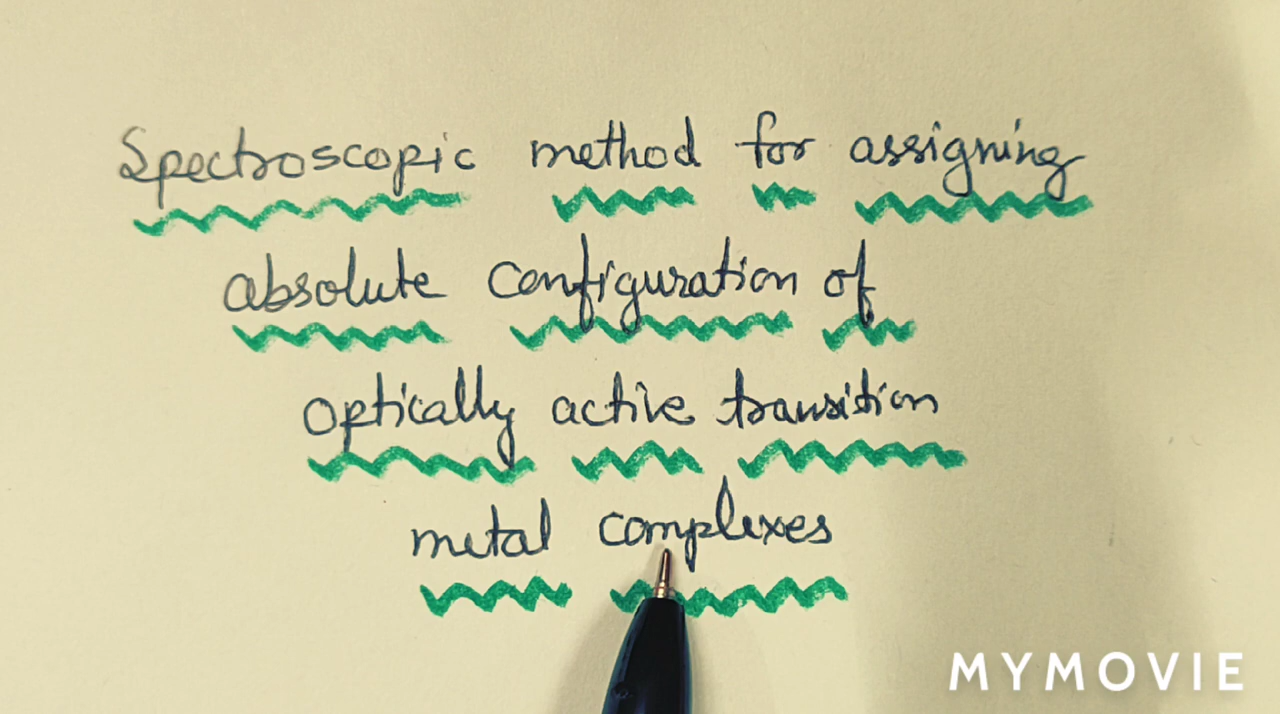 Spectroscopic method for assigning
absolute configuration of
optically active transition
metal complexes
MYMOVIE